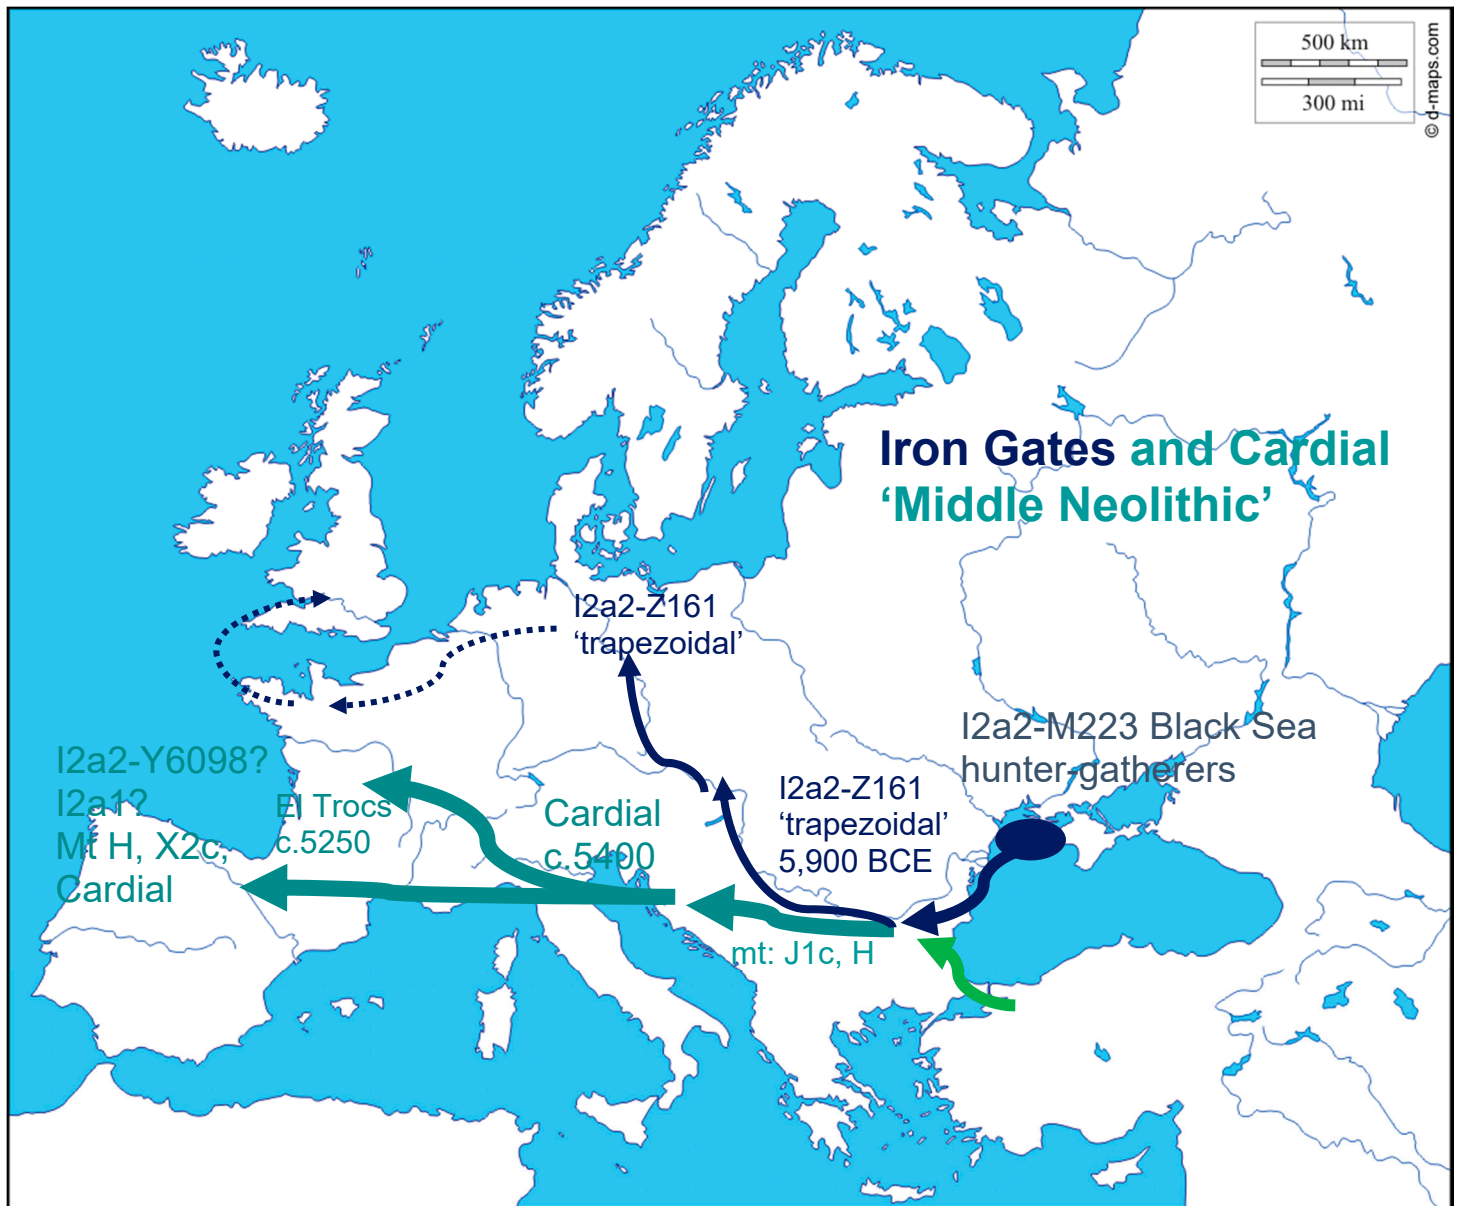 500 km
300 mi
© d-maps.com
Iron Gates and Cardial
‘Middle Neolithic’
I2a2-Z161
‘trapezoidal’
I2a2-M223 Black Sea
hunter-gatherers
I2a2-Y6098?
I2a1?
Mt H, X2c,
Cardial
El Trocs
c.5250
Cardial
c.5400
I2a2-Z161
‘trapezoidal’
5,900 BCE
mt: J1c, H